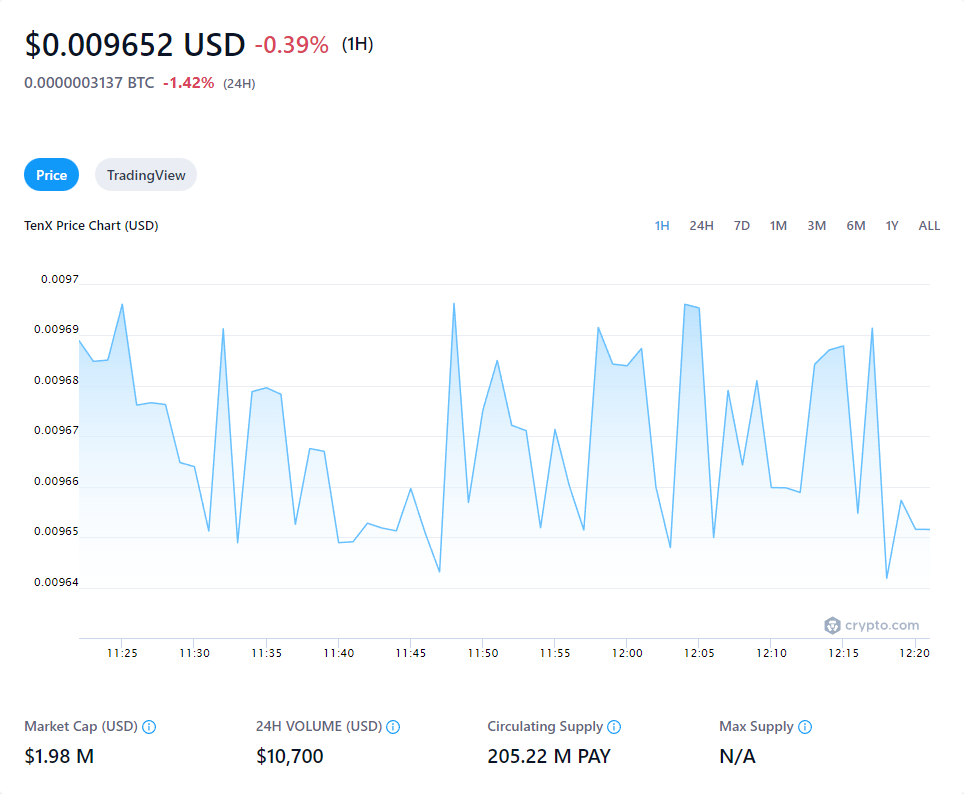 $0.009652 USD -0.39% (1H)
0.0000003137 BTC -1.42% (24H)
Price TradingView
TenX Price Chart (USD) 1H 24H 7D 1M 3M 6M 1Y ALL
0.0097
0.00969
0.00968
0.00967
0.00966
0.00965
0.00964
crypto.com
11:25 11:30 11:35 11:40 11:45 11:50 11:55 12:00 12:05 12:10 12:15 12:20
Market Cap (USD) 24H VOLUME (USD) Circulating Supply Max Supply
$1.98 M $10,700 205.22 M PAY N/A